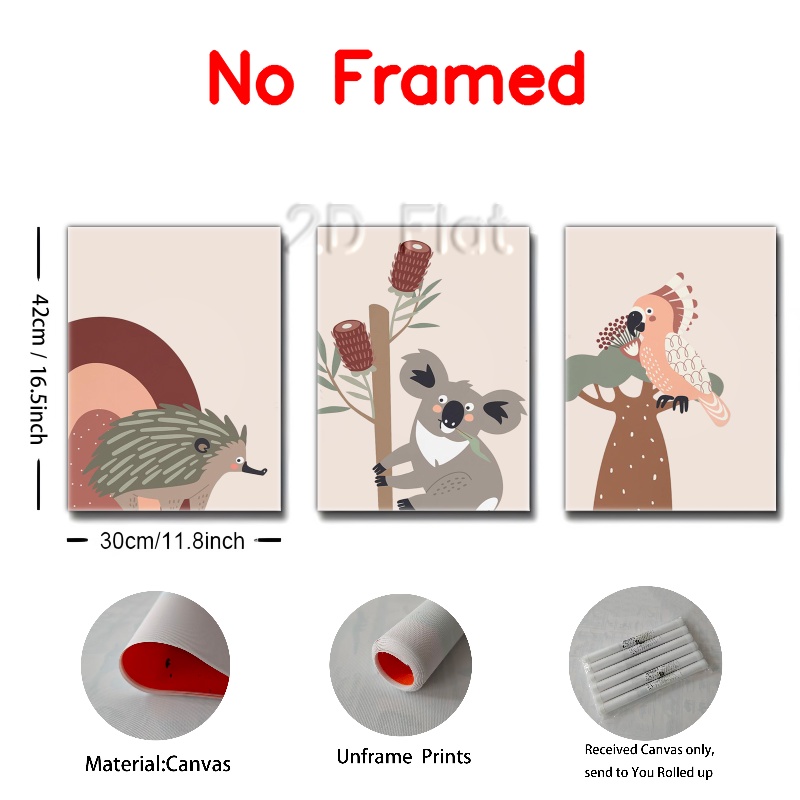 No Framed
2D Flat
42cm / 16.5inch
30cm/11.8inch
Material:Canvas
Unframe Prints
Received Canvas only,
send to You Rolled up